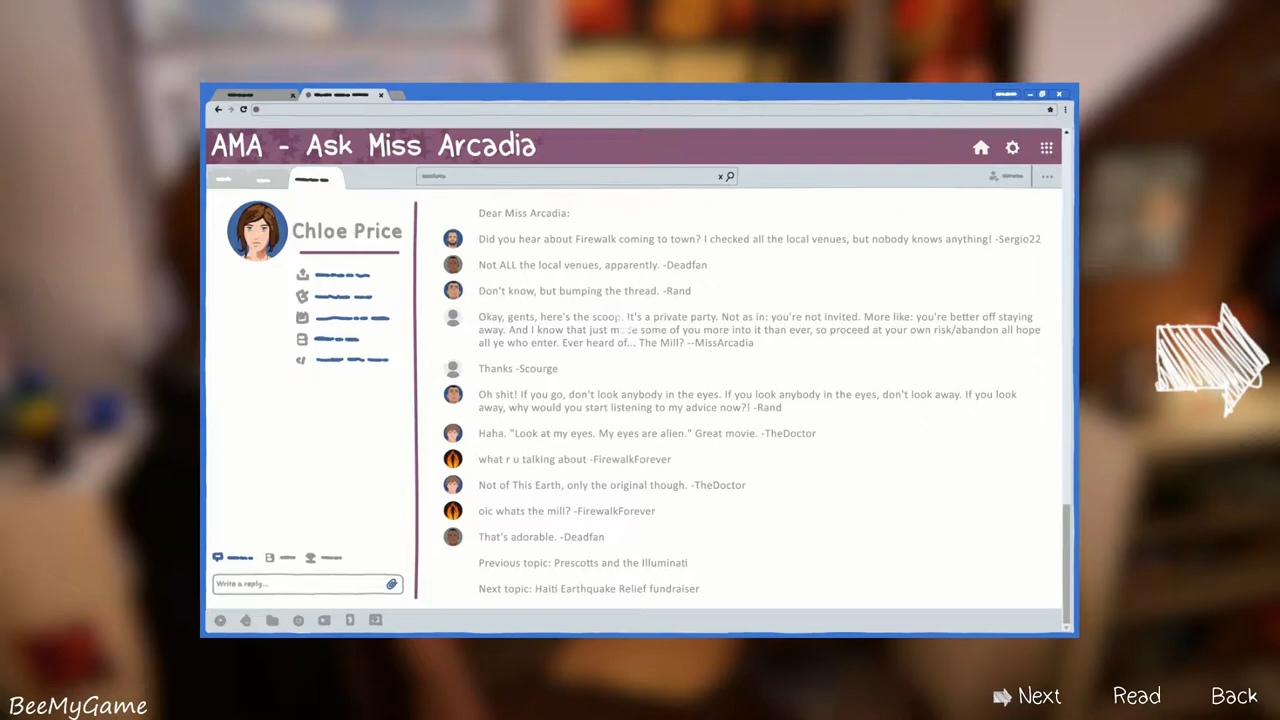 AMA - Ask Miss Arcadia
Chloe Price
Dear Miss Arcadia:
Did you hear about Firewalk coming to town? I checked all the local venues, but nobody knows anything! -Sergio22
Not ALL the local venues, apparently. -Deadfan
Don't know, but bumping the thread. -Rand
Okay, gents, here's the scoop. It's a private party. Not as in: you're not invited. More like: you're better off staying
away. And I know that just made some of you more into it than ever, so proceed at your own risk/abandon all hope
all ye who enter. Ever heard of... The Mill? --MissArcadia
Thanks -Scourge
Oh shit! If you go, don't look anybody in the eyes. If you look anybody in the eyes, don't look away. If you look
away, why would you start listening to my advice now?! -Rand
Haha. "Look at my eyes. My eyes are alien." Great movie. -TheDoctor
what r u talking about -FirewalkForever
Not of This Earth, only the original though. -TheDoctor
oic whats the mill? -FirewalkForever
That's adorable. -Deadfan
Previous topic: Prescotts and the Illuminati
Next topic: Haiti Earthquake Relief fundraiser
Write a reply...
BeeMyGame
Next
Read
Back